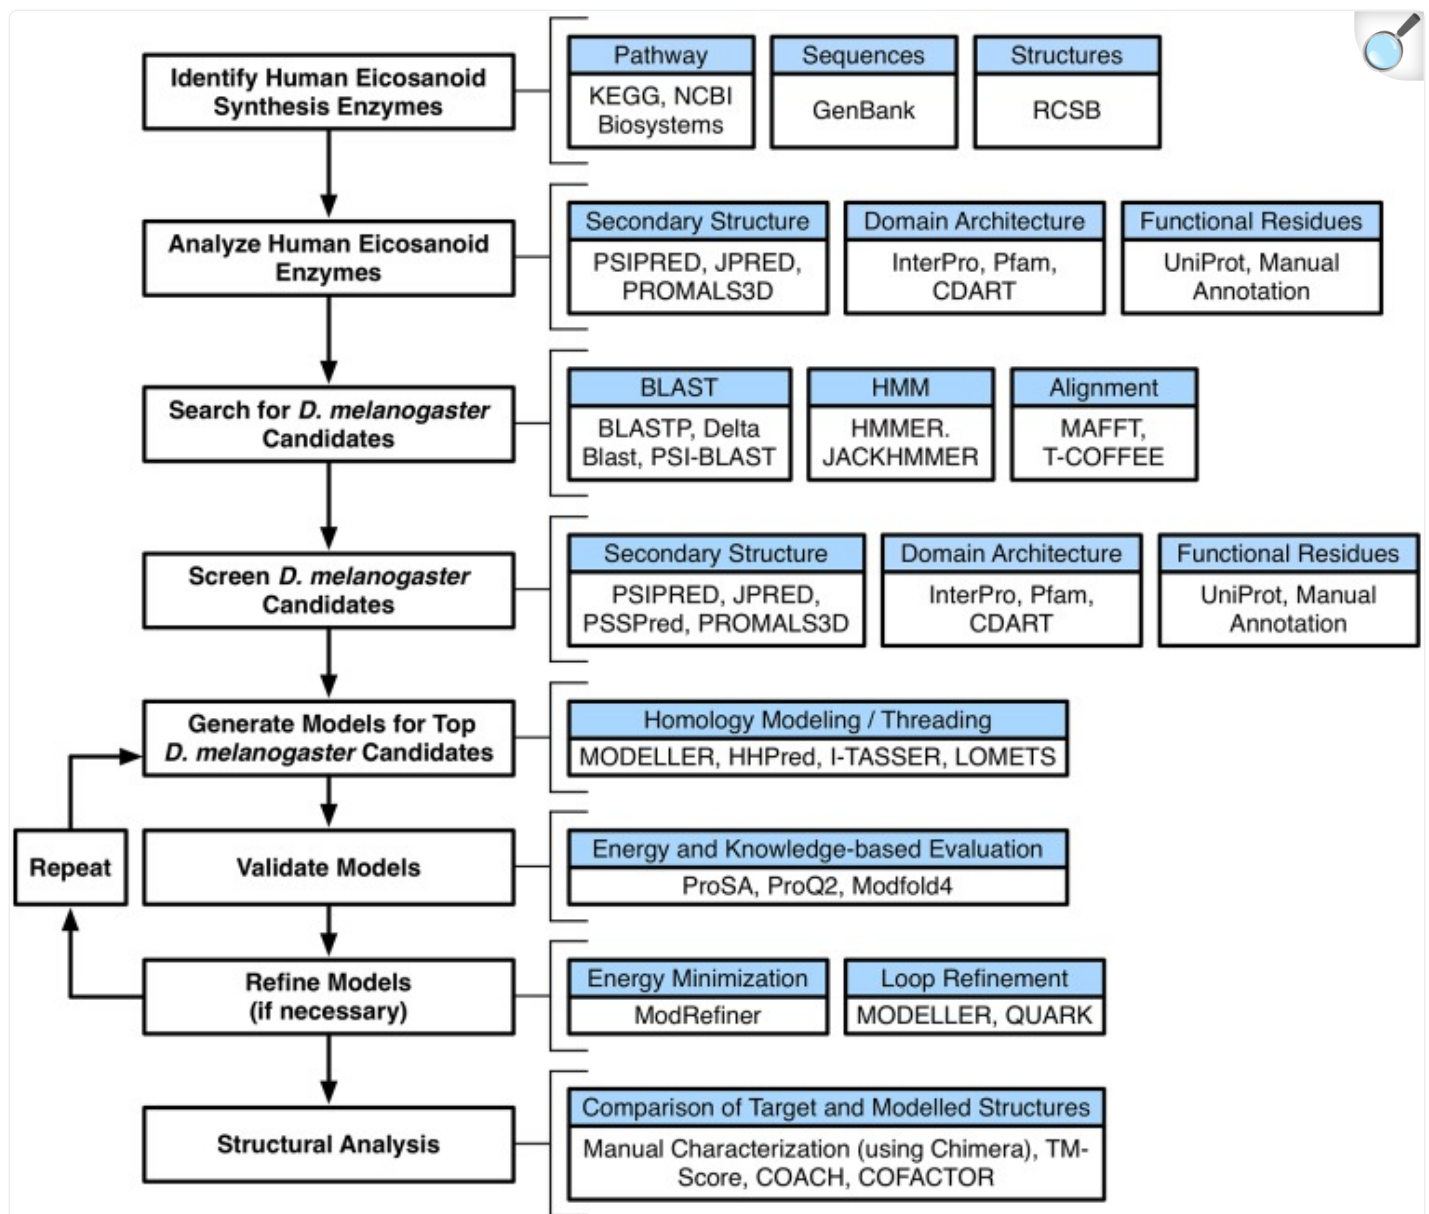 Identify Human Eicosanoid
Synthesis Enzymes
Pathway
KEGG, NCBI
Biosystems
Sequences
GenBank
Structures
RCSB
Analyze Human Eicosanoid
Enzymes
Secondary Structure
PSIPRED, JPRED,
PROMALS3D
Domain Architecture
InterPro, Pfam,
CDART
Functional Residues
UniProt, Manual
Annotation
Search for D. melanogaster
Candidates
BLAST
BLASTP, Delta
Blast, PSI-BLAST
HMM
HMMER.
JACKHMMER
Alignment
MAFFT,
T-COFFEE
Screen D. melanogaster
Candidates
Secondary Structure
PSIPRED, JPRED,
PSSPred, PROMALS3D
Domain Architecture
InterPro, Pfam,
CDART
Functional Residues
UniProt, Manual
Annotation
Generate Models for Top
D. melanogaster Candidates
Homology Modeling / Threading
MODELLER, HHPred, I-TASSER, LOMETS
Repeat
Validate Models
Energy and Knowledge-based Evaluation
ProSA, ProQ2, Modfold4
Refine Models
(if necessary)
Energy Minimization
ModRefiner
Loop Refinement
MODELLER, QUARK
Structural Analysis
Comparison of Target and Modelled Structures
Manual Characterization (using Chimera), TM-
Score, COACH, COFACTOR